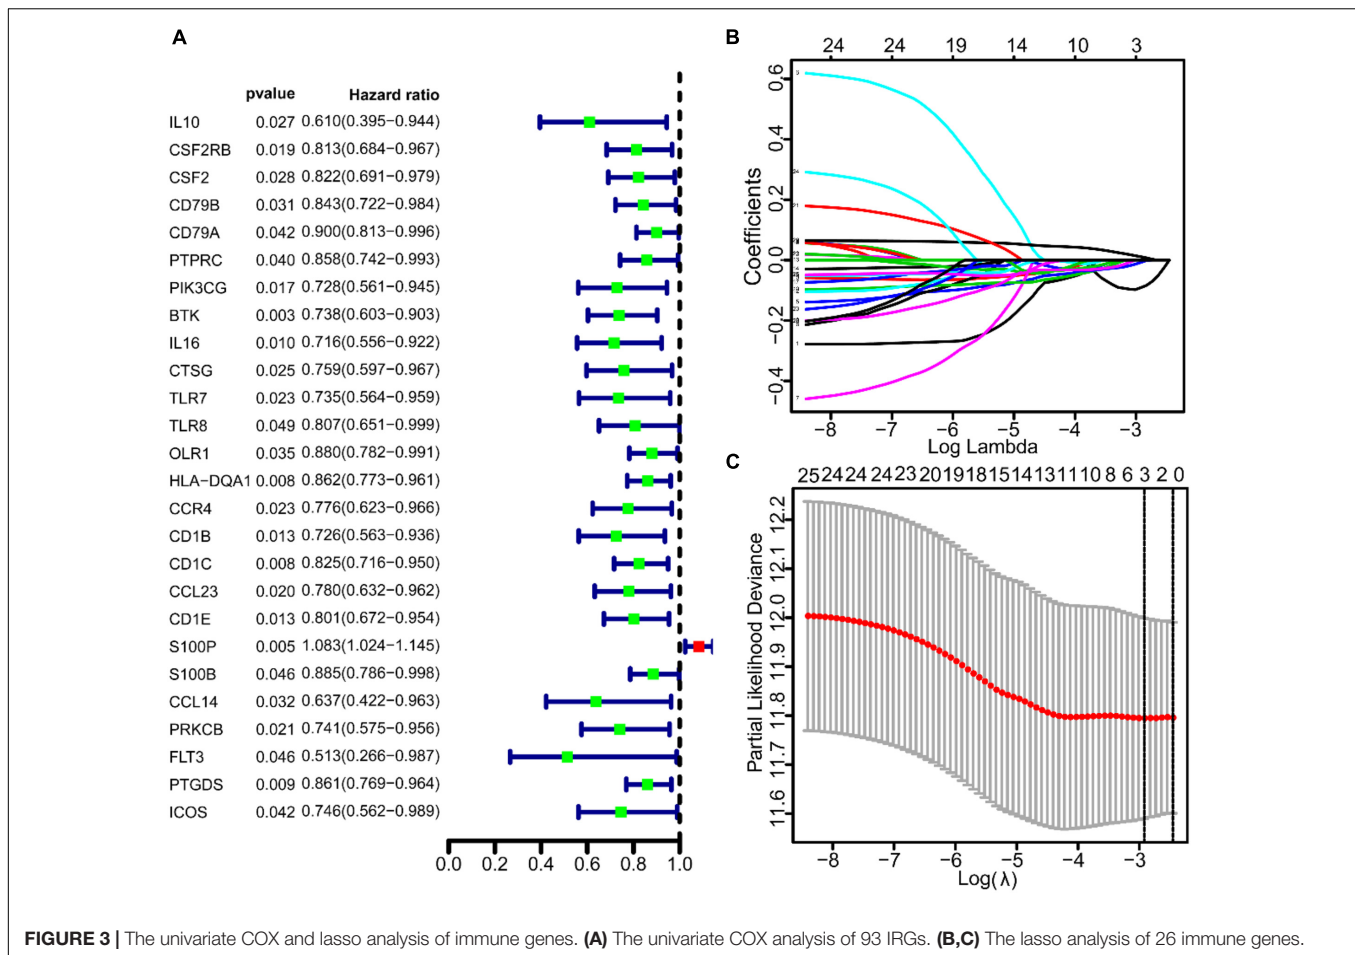 A
pvalue Hazard ratio
IL10 0.027 0.610(0.395−0.944)
CSF2RB 0.019 0.813(0.684−0.967)
CSF2 0.028 0.822(0.691−0.979)
CD79B 0.031 0.843(0.722−0.984)
CD79A 0.042 0.900(0.813−0.996)
PTPRC 0.040 0.858(0.742−0.993)
PIK3CG 0.017 0.728(0.561−0.945)
BTK 0.003 0.738(0.603−0.903)
IL16 0.010 0.716(0.556−0.922)
CTSG 0.025 0.759(0.597−0.967)
TLR7 0.023 0.735(0.564−0.959)
TLR8 0.049 0.807(0.651−0.999)
OLR1 0.035 0.880(0.782−0.991)
HLA−DQA1 0.008 0.862(0.773−0.961)
CCR4 0.023 0.776(0.623−0.966)
CD1B 0.013 0.726(0.563−0.936)
CD1C 0.008 0.825(0.716−0.950)
CCL23 0.020 0.780(0.632−0.962)
CD1E 0.013 0.801(0.672−0.954)
S100P 0.005 1.083(1.024−1.145)
S100B 0.046 0.885(0.786−0.998)
CCL14 0.032 0.637(0.422−0.963)
PRKCB 0.021 0.741(0.575−0.956)
FLT3 0.046 0.513(0.266−0.987)
PTGDS 0.009 0.861(0.769−0.964)
ICOS 0.042 0.746(0.562−0.989)
0.0 0.2 0.4 0.6 0.8 1.0
B
24 24 19 14 10 3
Coefficients
0.6
0.4
0.2
0.0
−0.2
−0.4
−8 −7 −6 −5 −4 −3
Log Lambda
C
25 24 24 24 23 20 19 18 15 14 13 11 10 8 6 3 2 0
Partial Likelihood Deviance
12.2
12.1
12.0
11.9
11.8
11.7
11.6
−8 −7 −6 −5 −4 −3
Log(λ)
FIGURE 3 | The univariate COX and lasso analysis of immune genes. (A) The univariate COX analysis of 93 IRGs. (B,C) The lasso analysis of 26 immune genes.